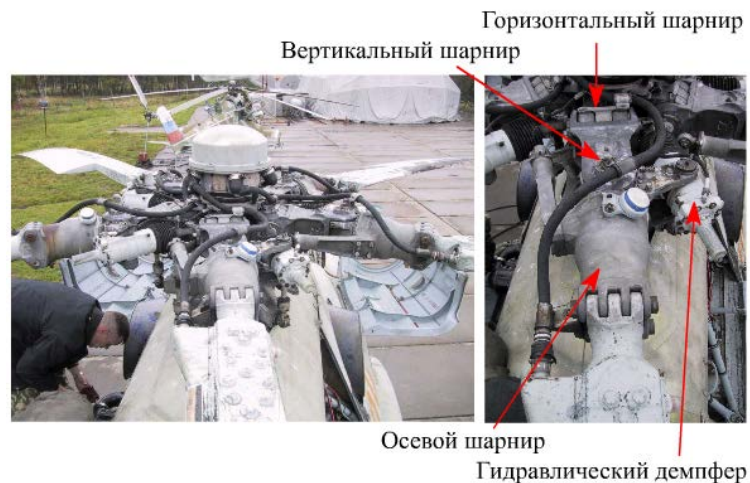 Горизонтальный шарнир
Вертикальный шарнир
Осевой шарнир
Гидравлический демпфер